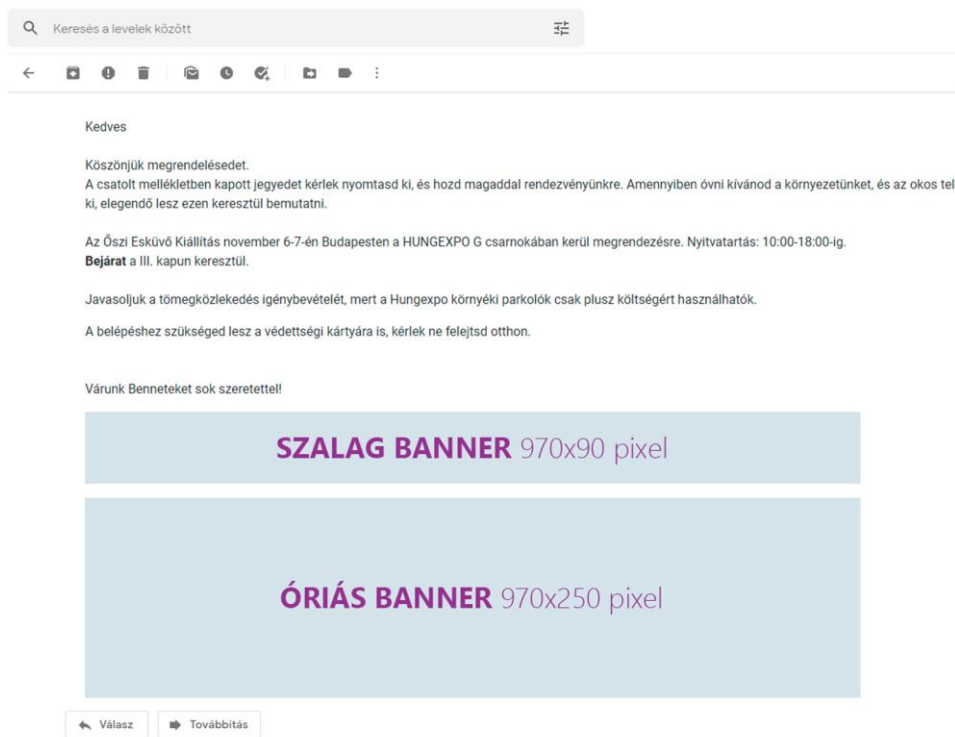 Keresés a levelek között
Kedves
Köszönjük megrendelésedet.
A csatolt mellékletben kapott jegyedet kérlek nyomtasd ki, és hozd magaddal rendezvényünkre. Amennyiben óvni kívánod a környezetünket, és az okos tel
ki, elegendő lesz ezen keresztül bemutatni.
Az Őszi Esküvő Kiállítás november 6-7-én Budapesten a HUNGEXPO G csarnokában kerül megrendezésre. Nyitvatartás: 10:00-18:00-ig.
Bejárat a III. kapun keresztül.
Javasoljuk a tömegközlekedés igénybevételét, mert a Hungexpo környéki parkolók csak plusz költségért használhatók.
A belépéshez szükséged lesz a védettségi kártyára is, kérlek ne felejtsd otthon.
Várunk Benneteket sok szeretettel!
SZALAG BANNER 970x90 pixel
ÓRIÁS BANNER 970x250 pixel
Válasz Továbbítás